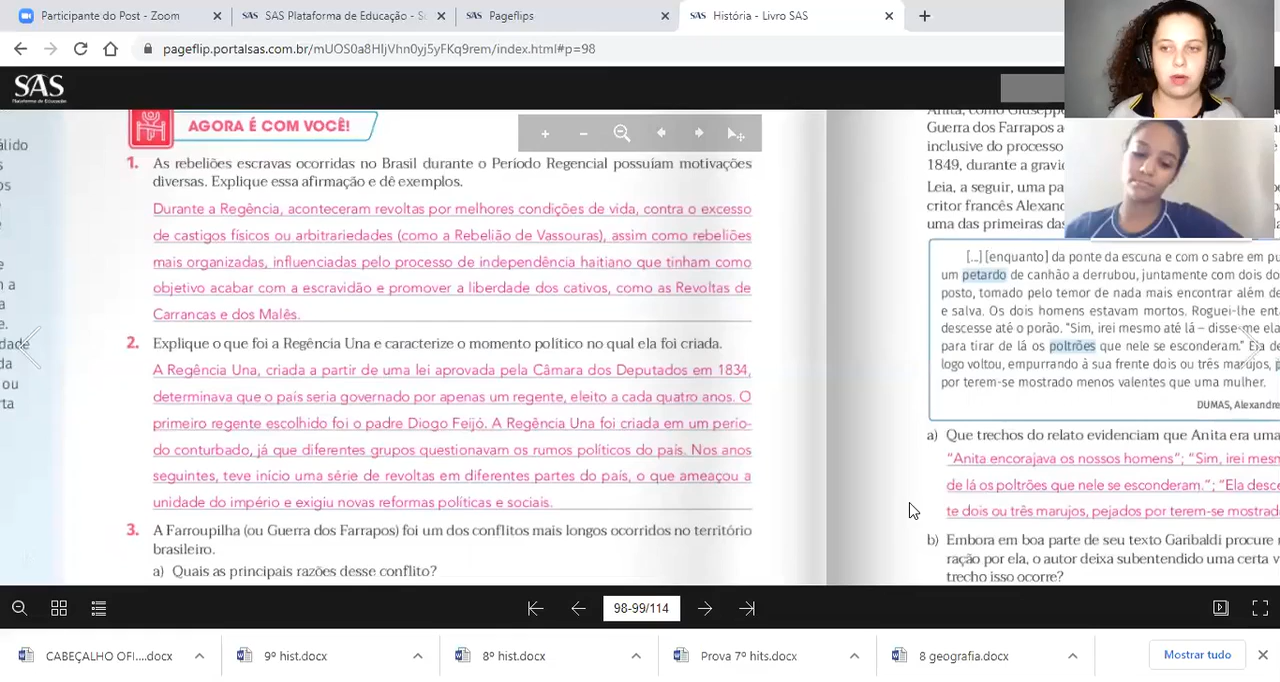 Participante do Post - Zoom
SAS Plataforma de Educação - S
Pageflips
História - Livro SAS
pageflip.portalsas.com.br/mUOS0a8HIjVhn0yj5yFKq9rem/index.html#p=98
SAS
Plataforma de Educação
AGORA É COM VOCÊ!
1. As rebeliões escravas ocorridas no Brasil durante o Período Regencial possuíam motivações
diversas. Explique essa afirmação e dê exemplos.
Durante a Regência, aconteceram revoltas por melhores condições de vida, contra o excesso
de castigos físicos ou arbitrariedades (como a Rebelião de Vassouras), assim como rebeliões
mais organizadas, influenciadas pelo processo de independência haitiano que tinham como
objetivo acabar com a escravidão e promover a liberdade dos cativos, como as Revoltas de
Carrancas e dos Malês.
2. Explique o que foi a Regência Una e caracterize o momento político no qual ela foi criada.
A Regência Una, criada a partir de uma lei aprovada pela Câmara dos Deputados em 1834,
determinava que o país seria governado por apenas um regente, eleito a cada quatro anos. O
primeiro regente escolhido foi o padre Diogo Feijó. A Regência Una foi criada em um perío-
do conturbado, já que diferentes grupos questionavam os rumos políticos do país. Nos anos
seguintes, teve início uma série de revoltas em diferentes partes do país, o que ameaçou a
unidade do império e exigiu novas reformas políticas e sociais.
3. A Farroupilha (ou Guerra dos Farrapos) foi um dos conflitos mais longos ocorridos no território
brasileiro.
a) Quais as principais razões desse conflito?
Anita, como Giuseppe
Guerra dos Farrapos a
inclusive do processo
1849, durante a gravi
Leia, a seguir, uma pa
critor francês Alexan
uma das primeiras das
[...] [enquanto] da ponta da escuna e com o sabre em pu
um petardo de canhão a derrubou, juntamente com dois do
posto, tomado pelo temor de nada mais encontrar além de
e salva. Os dois homens estavam mortos. Roguei-lhe ent
descesse até o porão. "Sim, irei mesmo até lá – disse-me ela
para tirar de lá os poltrões que nele se esconderam." Ela de
logo voltou, empurrando à sua frente dois ou três marujos, p
por terem-se mostrado menos valentes que uma mulher.
DUMAS, Alexandre
a) Que trechos do relato evidenciam que Anita era uma
"Anita encorajava os nossos homens"; "Sim, irei mesm
de lá os poltrões que nele se esconderam."; "Ela desce
te dois ou três marujos, pejados por terem-se mostrad
b) Embora em boa parte de seu texto Garibaldi procure r
ração por ela, o autor deixa subentendido uma certa v
trecho isso ocorre?
98-99/114
CABEÇALHO OFI....docx
9º hist.docx
8º hist.docx
Prova 7º hits.docx
8 geografia.docx
Mostrar tudo